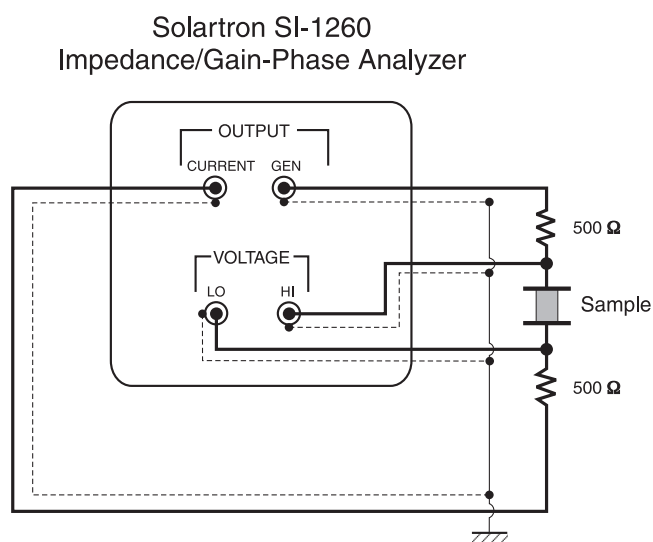 Solartron SI-1260
Impedance/Gain-Phase Analyzer
OUTPUT
CURRENT GEN
500 Ω
VOLTAGE
LO HI
Sample
500 Ω